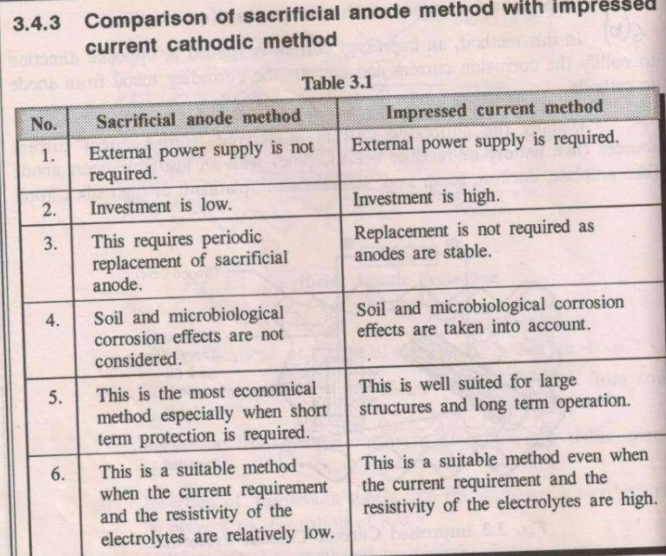 3.4.3 Comparison of sacrificial anode method with impressed
current cathodic method
Table 3.1
No. Sacrificial anode method Impressed current method
1. External power supply is not
required.
External power supply is required.
2. Investment is low. Investment is high.
3. This requires periodic
replacement of sacrificial
anode.
Replacement is not required as
anodes are stable.
4. Soil and microbiological
corrosion effects are not
considered.
Soil and microbiological corrosion
effects are taken into account.
5. This is the most economical
method especially when short
term protection is required.
This is well suited for large
structures and long term operation.
6. This is a suitable method
when the current requirement
and the resistivity of the
electrolytes are relatively low.
This is a suitable method even when
the current requirement and the
resistivity of the electrolytes are high.